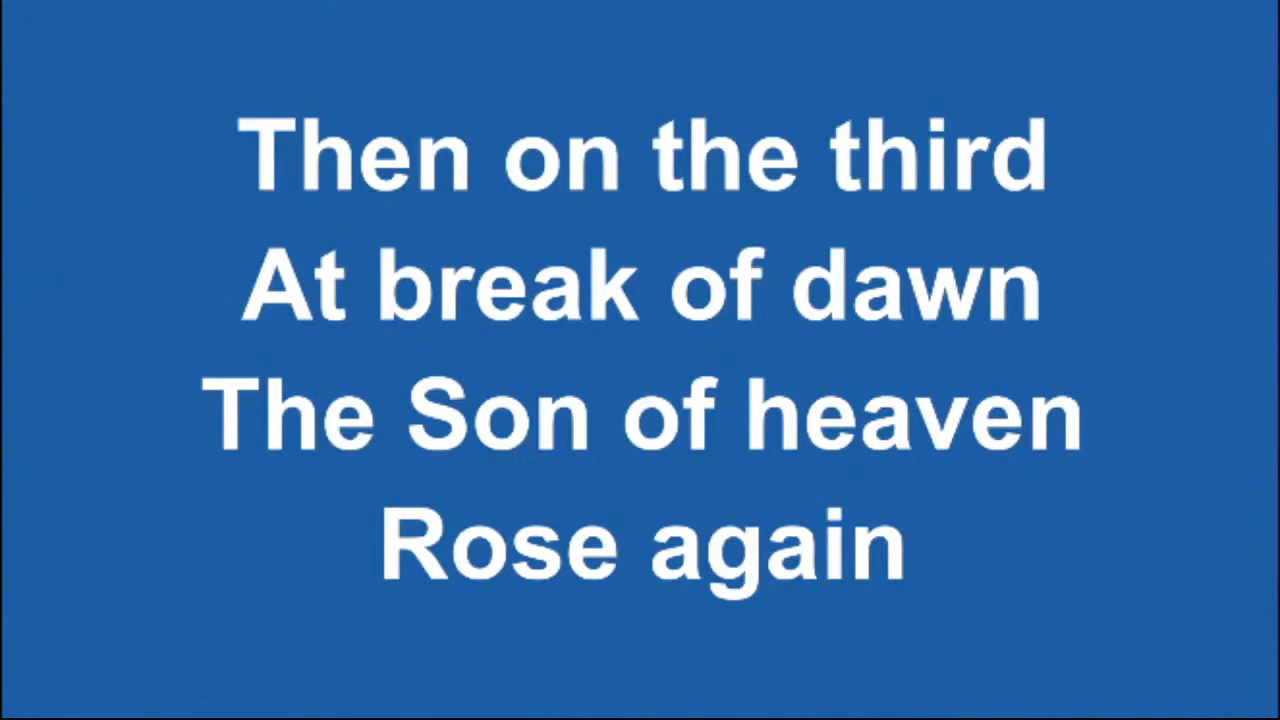 Then on the third
At break of dawn
The Son of heaven
Rose again